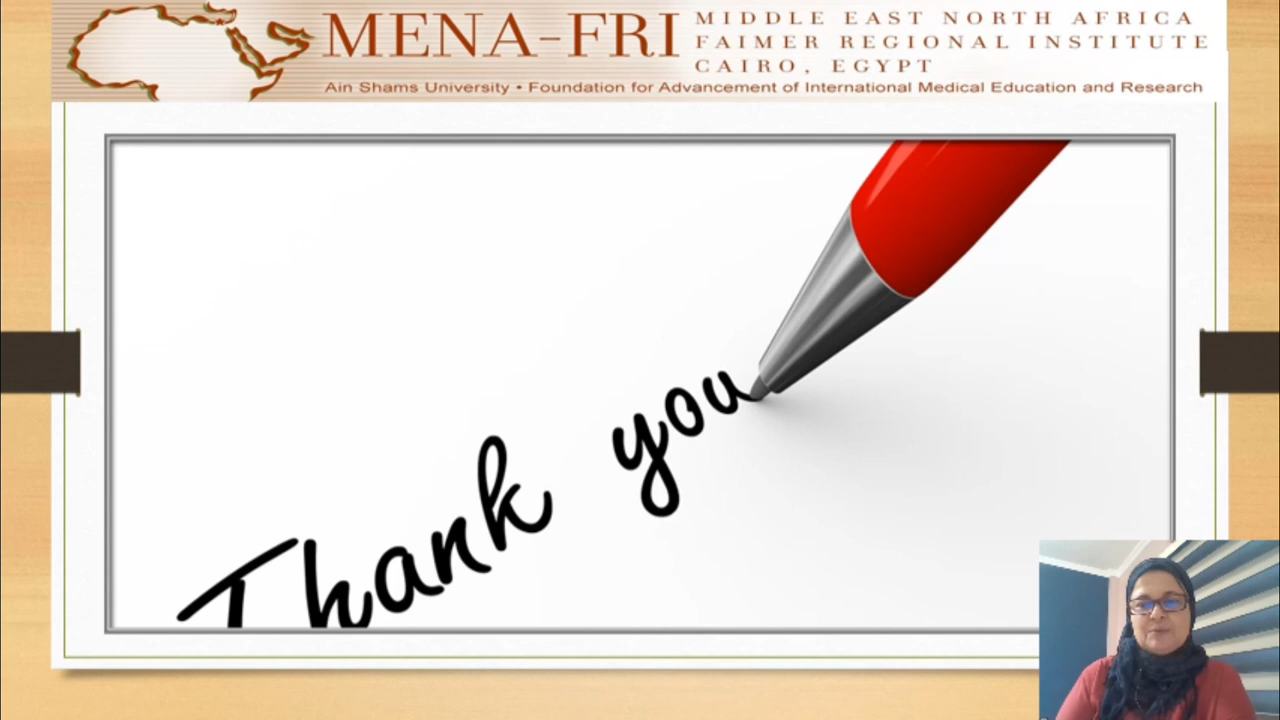 MENA-FRI
MIDDLE EAST NORTH AFRICA
FAIMER REGIONAL INSTITUTE
CAIRO, EGYPT
Ain Shams University • Foundation for Advancement of International Medical Education and Research
Thank you